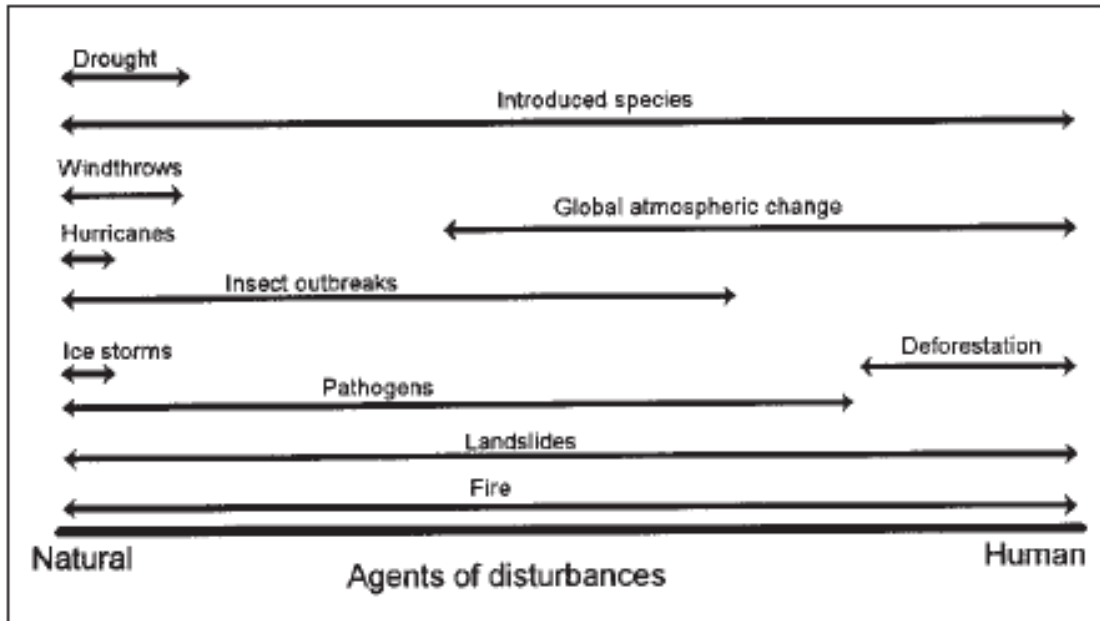 Drought
Introduced species
Windthrows
Global atmospheric change
Hurricanes
Insect outbreaks
Ice storms
Deforestation
Pathogens
Landslides
Fire
Natural
Human
Agents of disturbances